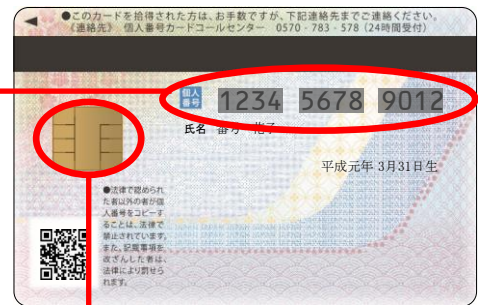 ●このカードを拾得された方は、お手数ですが、下記連絡先までご連絡ください。
《連絡先》 個人番号カードコールセンター 0570-783-578 (24時間受付)
個人番号 1234 5678 9012
氏名 番号 花子
平成元年 3月31日生
●法律で認められ
た者以外の者が個
人番号をコピーす
ることは、法律で
禁止されています。
また、記載事項を
改ざんした者は、
法律により罰せら
れます。